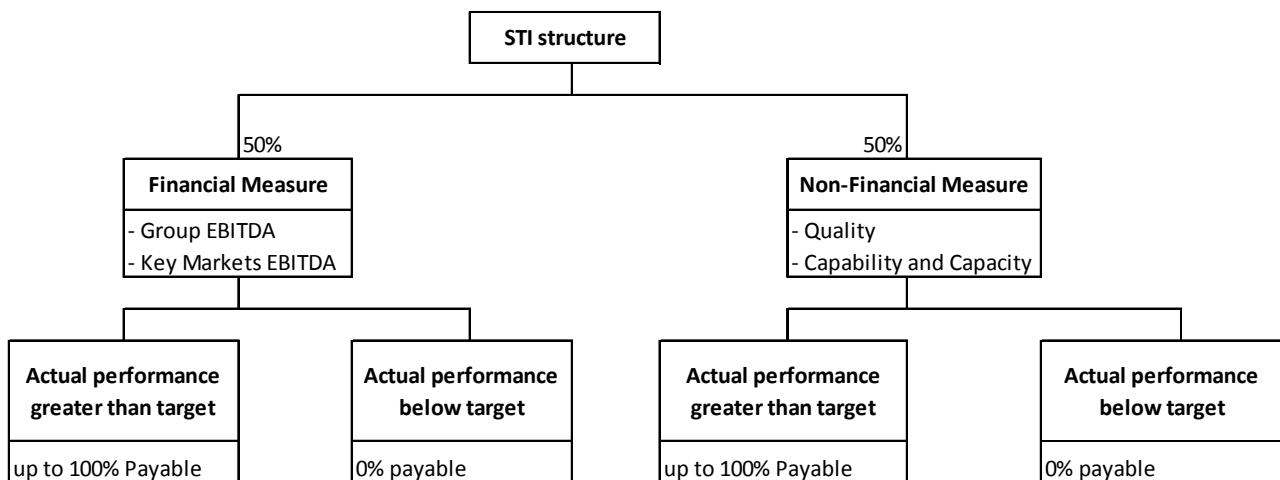 STI structure
50%
50%
Financial Measure
- Group EBITDA
- Key Markets EBITDA
Non-Financial Measure
- Quality
- Capability and Capacity
Actual performance
greater than target
up to 100% Payable
Actual performance
below target
0% payable
Actual performance
greater than target
up to 100% Payable
Actual performance
below target
0% payable